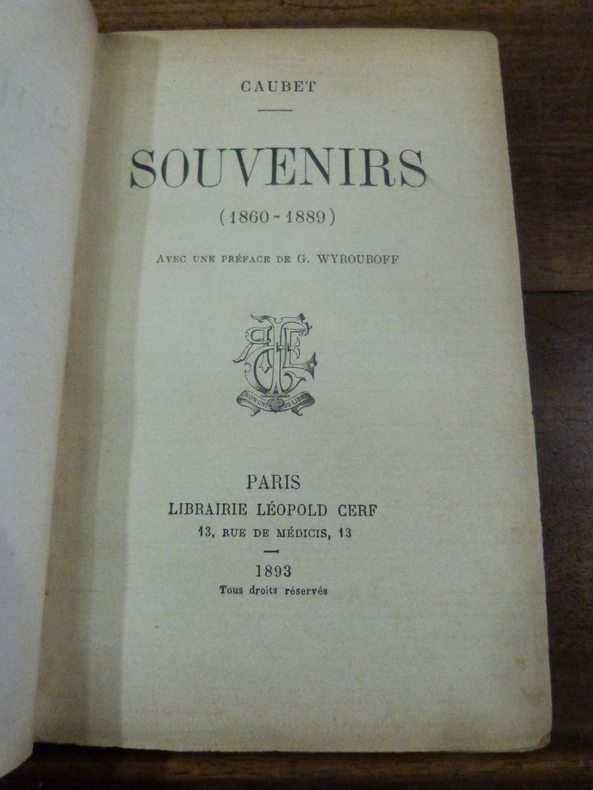 CAUBET
SOUVENIRS
(1860-1889)
AVEC UNE PRÉFACE DE G. WYROUBOFF
PARIS
LIBRAIRIE LÉOPOLD CERF
13, RUE DE MÉDICIS, 13
1893
Tous droits réservés